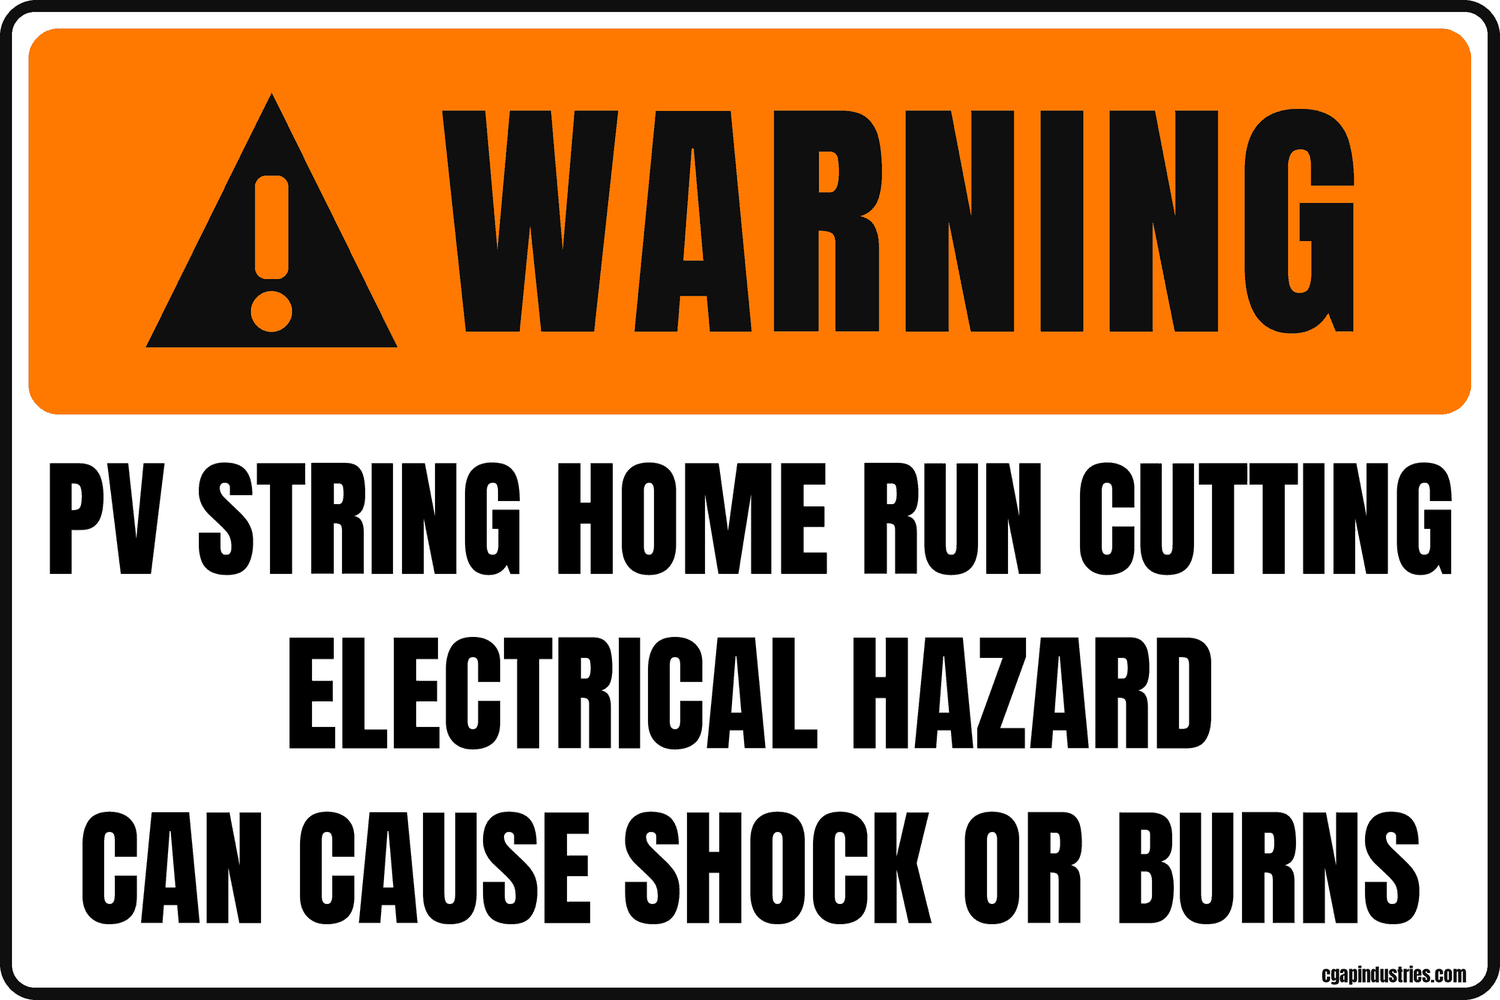 WARNING
PV STRING HOME RUN CUTTING
ELECTRICAL HAZARD
CAN CAUSE SHOCK OR BURNS
cgapindustries.com